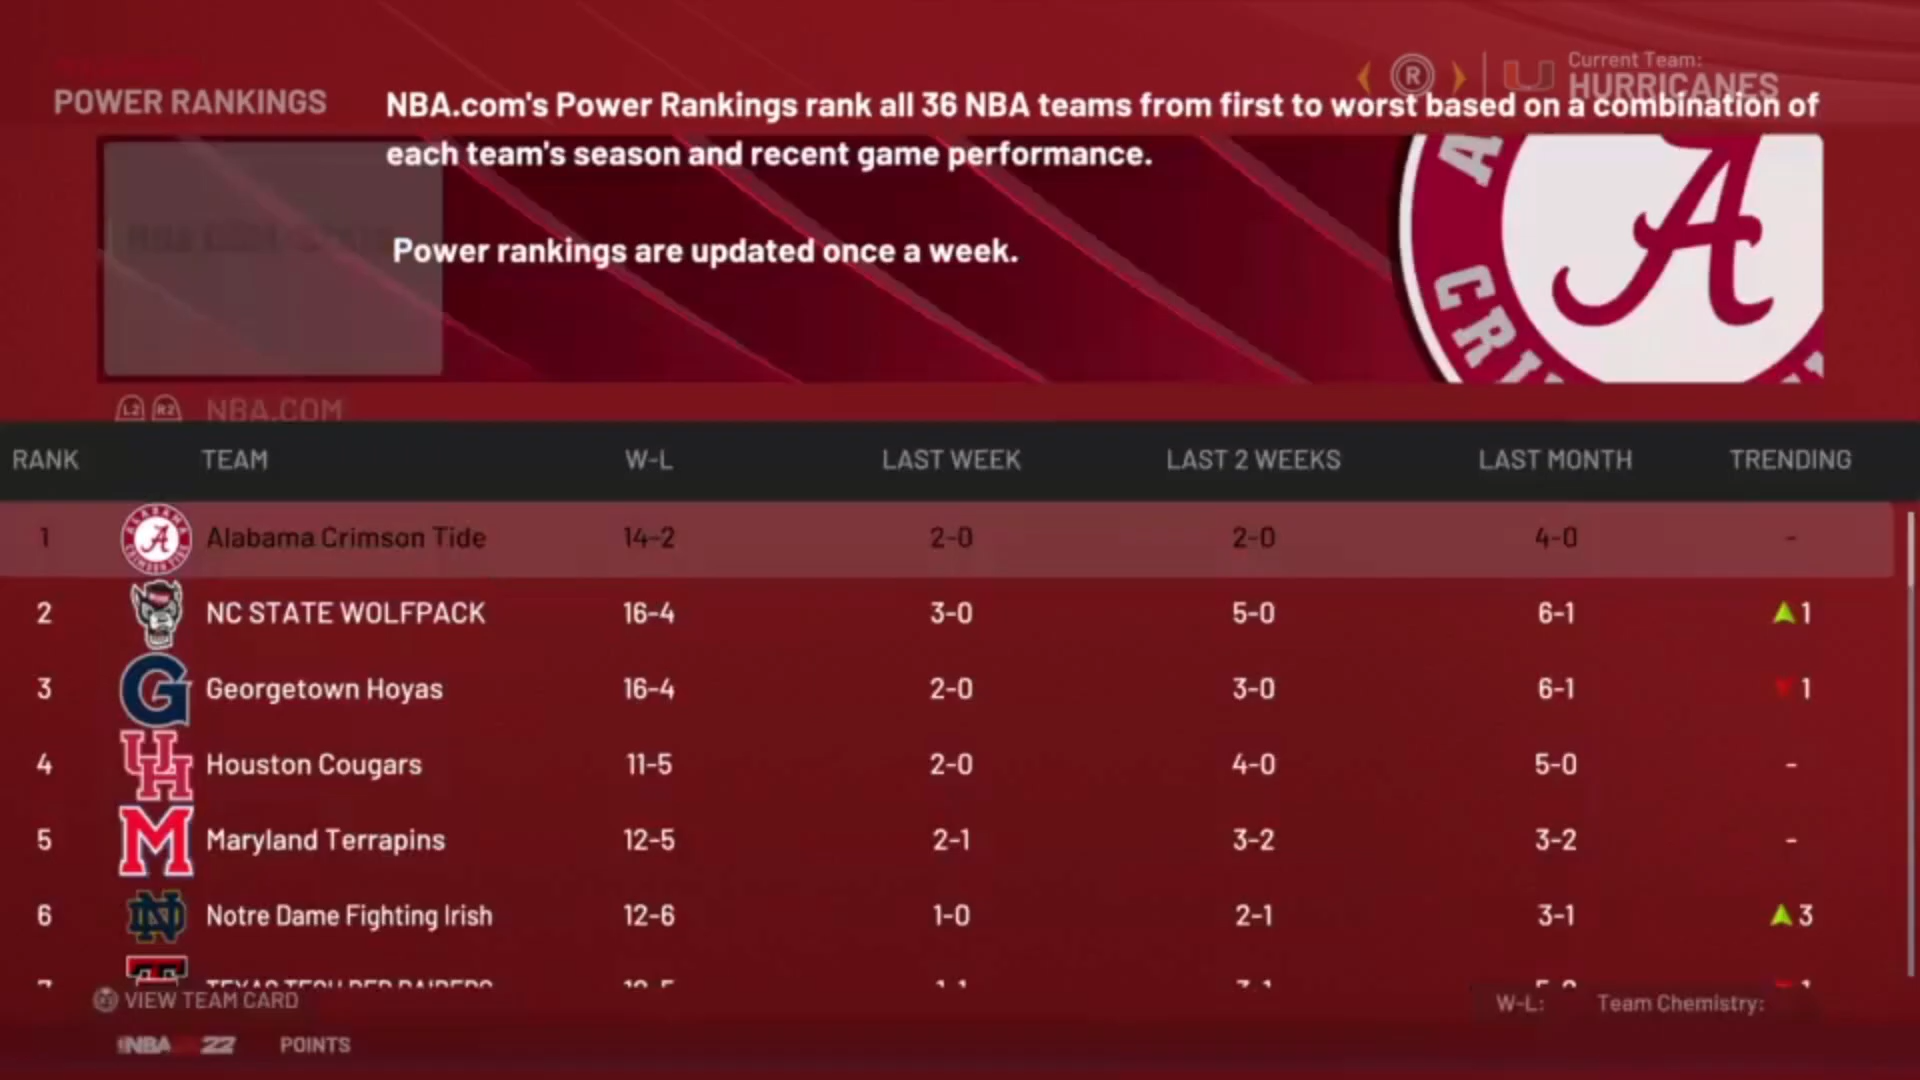 POWER RANKINGS
NBA.com's Power Rankings rank all 36 NBA teams from first to worst based on a combination of
each team's season and recent game performance.
Power rankings are updated once a week.
R
Current Team:
HURRICANES
A
A
CRI
L2 R2 NBA.COM
RANK TEAM W-L LAST WEEK LAST 2 WEEKS LAST MONTH TRENDING
1 Alabama Crimson Tide 14-2 2-0 2-0 4-0 -
2 NC STATE WOLFPACK 16-4 3-0 5-0 6-1 1
3 Georgetown Hoyas 16-4 2-0 3-0 6-1 1
4 Houston Cougars 11-5 2-0 4-0 5-0 -
5 Maryland Terrapins 12-5 2-1 3-2 3-2 -
6 Notre Dame Fighting Irish 12-6 1-0 2-1 3-1 3
VIEW TEAM CARD
W-L: Team Chemistry:
NBA 22 POINTS